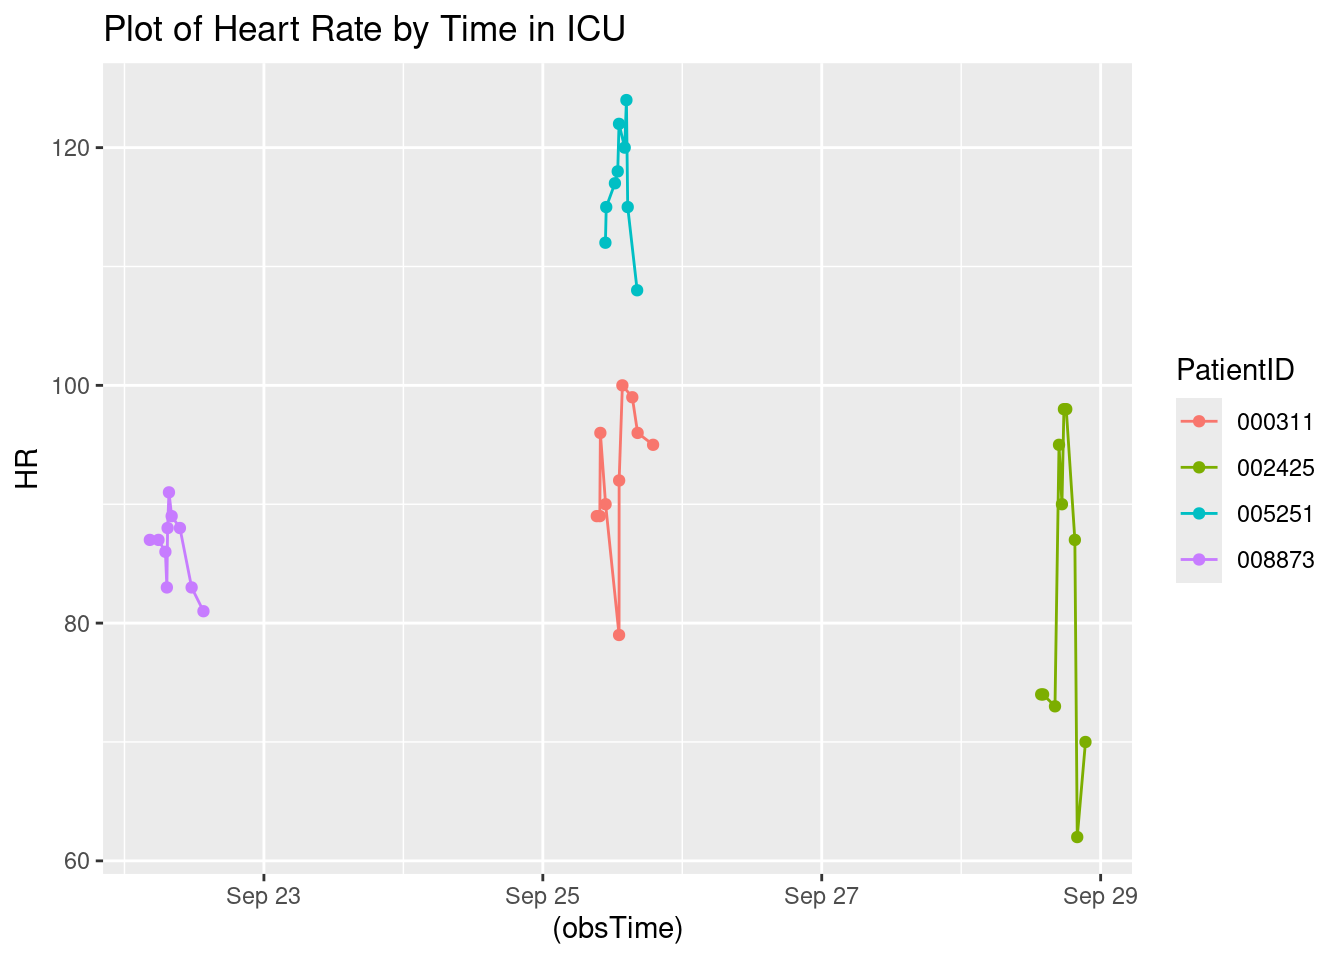 Plot of Heart Rate by Time in ICU
120
100
80
60
HR
Sep 23
Sep 25
Sep 27
Sep 29
(obsTime)
PatientID
000311
002425
005251
008873